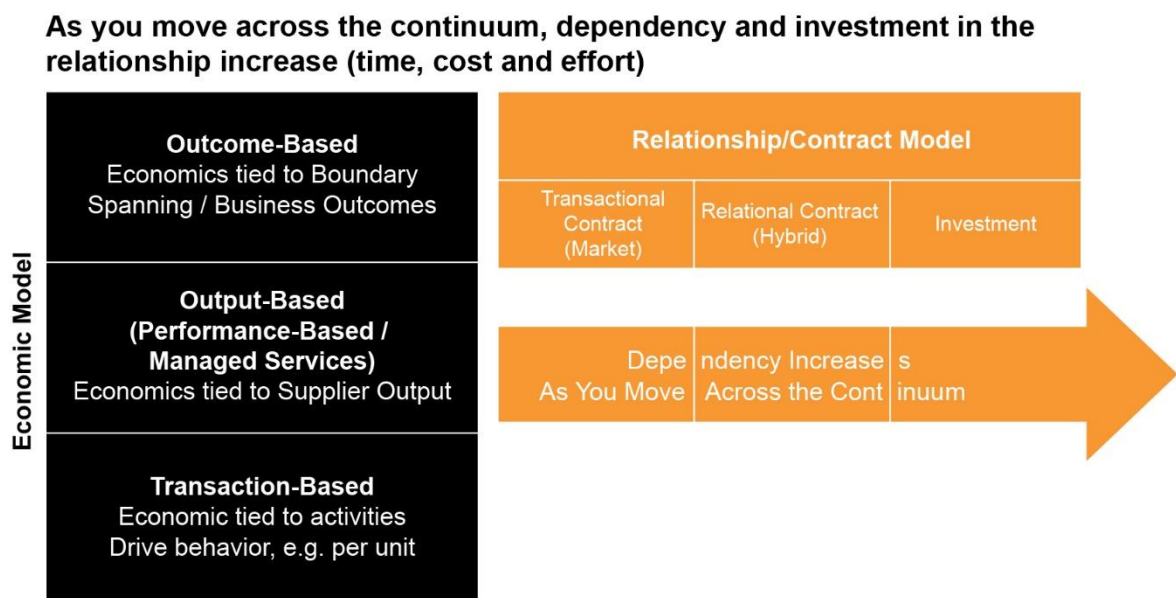 As you move across the continuum, dependency and investment in the
relationship increase (time, cost and effort)
Economic Model
Outcome-Based
Economics tied to Boundary
Spanning / Business Outcomes
Output-Based
(Performance-Based /
Managed Services)
Economics tied to Supplier Output
Transaction-Based
Economic tied to activities
Drive behavior, e.g. per unit
Relationship/Contract Model
Transactional
Contract
(Market)
Relational Contract
(Hybrid)
Investment
Depe ndency Increase s
As You Move Across the Cont inuum